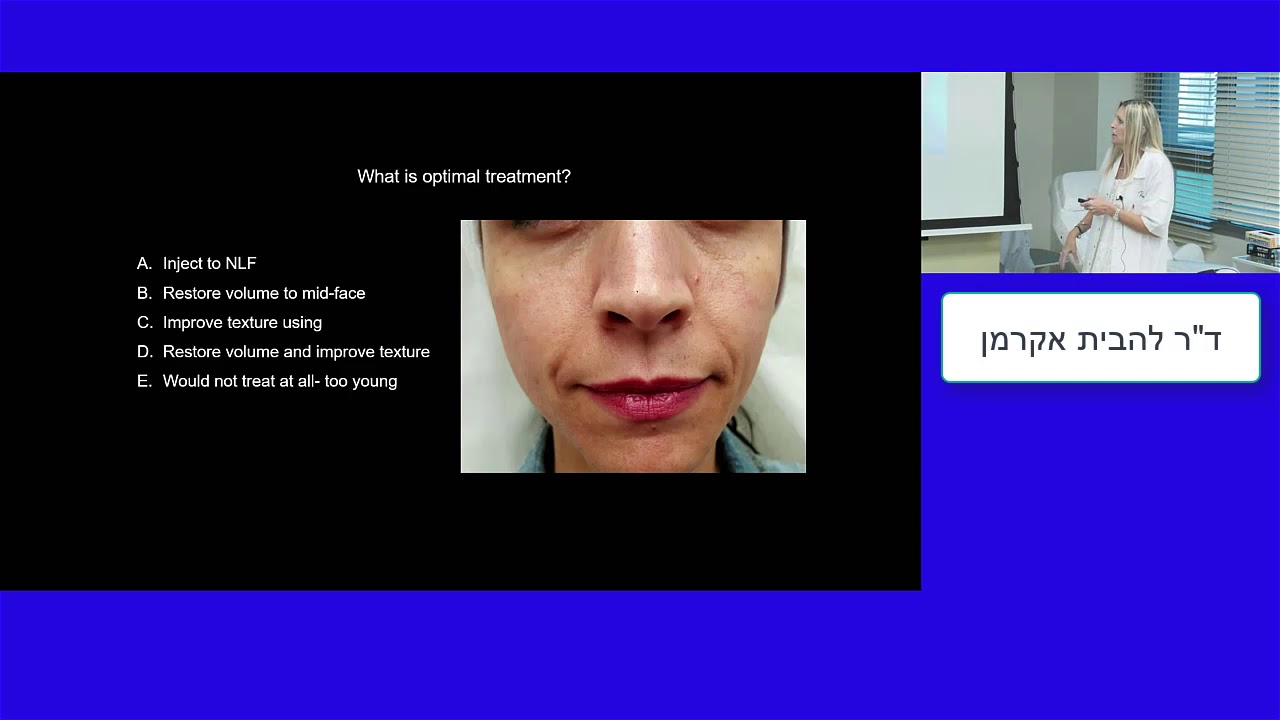 What is optimal treatment?
A. Inject to NLF
B. Restore volume to mid-face
C. Improve texture using
D. Restore volume and improve texture
E. Would not treat at all- too young
ד"ר להבית אקרמן